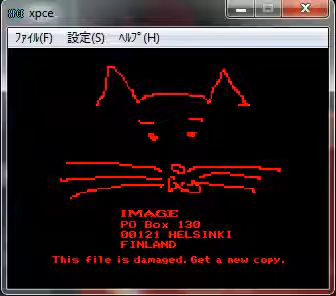 xpce
ﾌｧｲﾙ(F) 設定(S) ﾍﾙﾌﾟ(H)
IMAGE
PO Box 130
00121 HELSINKI
FINLAND
This file is damaged. Get a new copy.